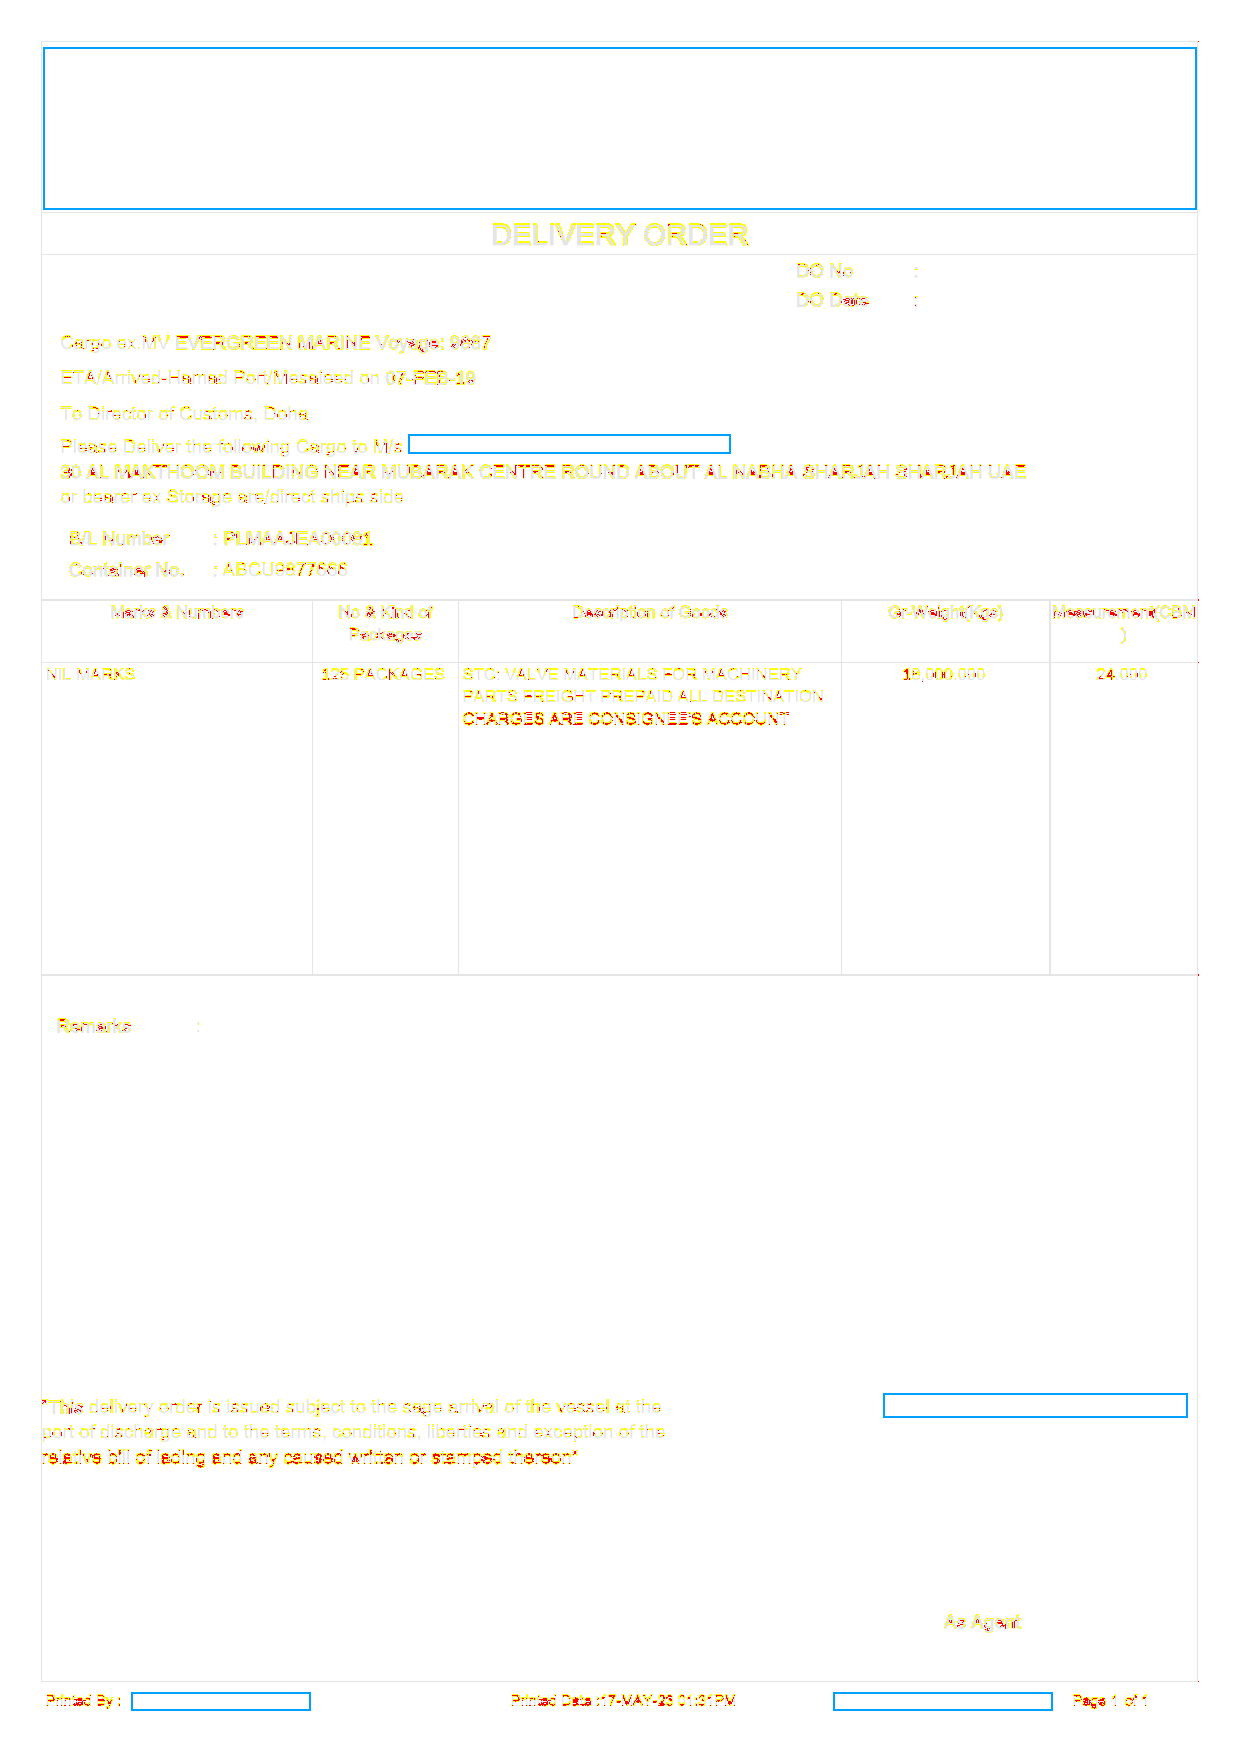 DELIVERY ORDER
DO No :
DO Date :
Cargo ex.MV EVERGREEN MARINE Voyage: 9887
ETA/Arrived-Hamad Port/Mesaieed on 07-FEB-19
To Director of Customs, Doha
Please Deliver the following Cargo to M/s
30 AL MAKTHOOM BUILDING NEAR MUBARAK CENTRE ROUND ABOUT AL NABHA SHARJAH SHARJAH UAE
or bearer ex Storage are/direct ships side.
B/L Number : PLMAAJEA00081
Container No. : ABCU9877666
Marks & Numbers No & Kind of Packages Description of Goods Gr-Weight(Kgs) Measurement(CBM)
NIL MARKS 125 PACKAGES STC: VALVE MATERIALS FOR MACHINERY 18,000.000 24.000
PARTS FREIGHT PREPAID ALL DESTINATION
CHARGES ARE CONSIGNEE'S ACCOUNT
Remarks :
"This delivery order is issued subject to the sage arrival of the vessel at the
port of discharge and to the terms, conditions, liberties and exception of the
relative bill of lading and any caused written or stamped thereon"
As Agent
Printed By : Printed Date :17-MAY-23 01:31PM Page 1 of 1